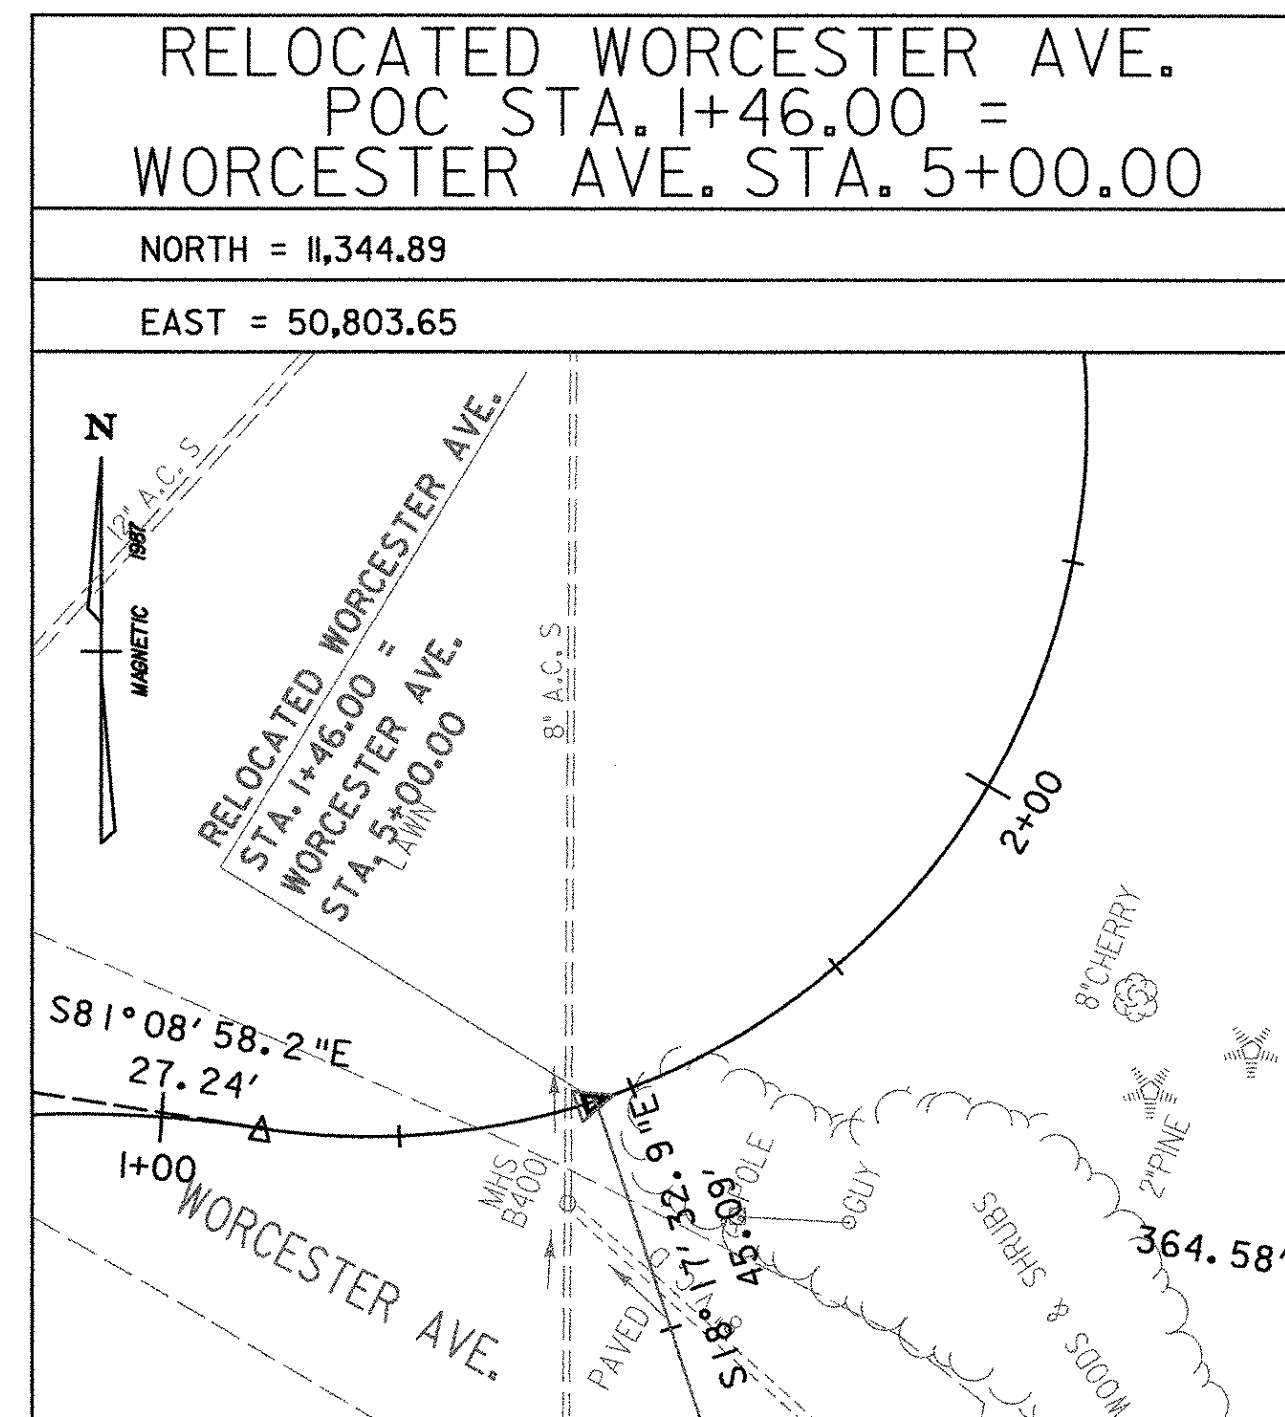 RELOCATED WORCESTER AVE.
POC STA. 1+46.00 =
WORCESTER AVE. STA. 5+00.00
NORTH = 11,344.89
EAST = 50,803.65
N
12" A.C. S
1987
MAGNETIC
RELOCATED WORCESTER AVE.
STA. 1+46.00 =
WORCESTER AVE.
STA. 5+00.00
LAWN
8" A.C. S
2+00
8"CHERRY
S81°08'58.2"E
27.24'
1+00
WORCESTER AVE.
MHS
B4001
S18°17'32.9"E
45.09'
POLE
GUY
2"PINE
364.58'
WOODS & SHRUBS
PAVED